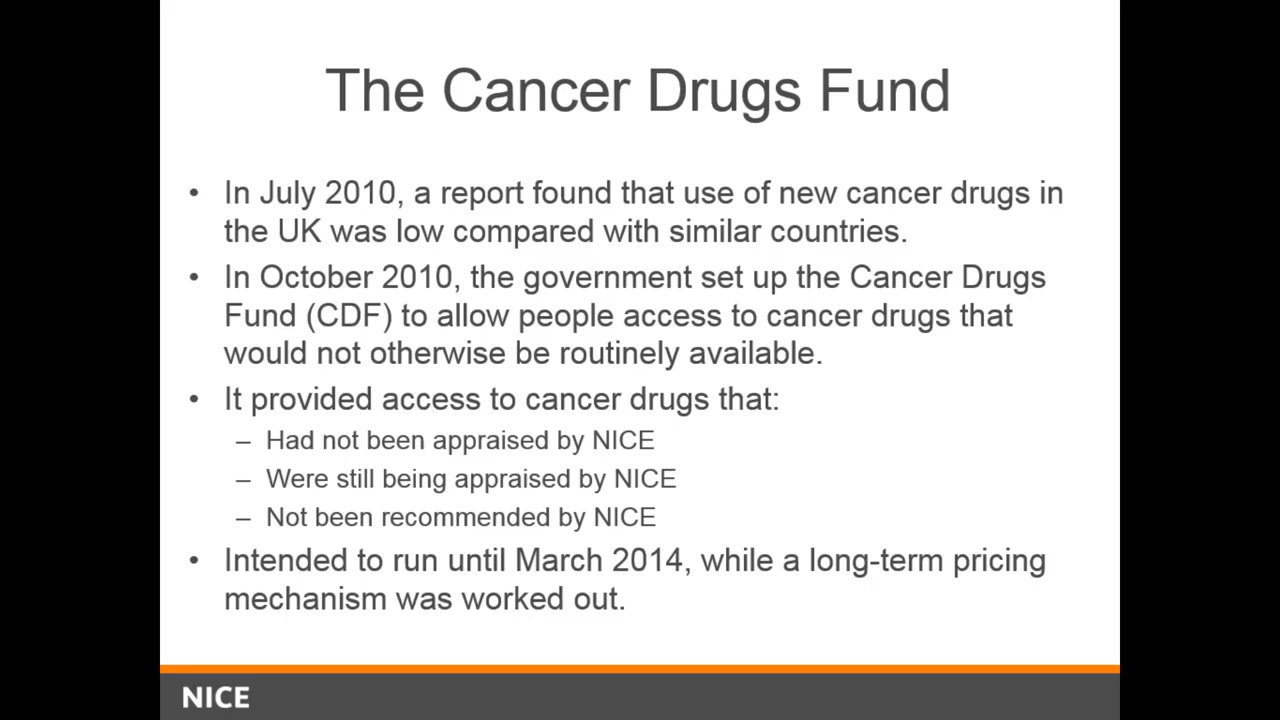 The Cancer Drugs Fund
• In July 2010, a report found that use of new cancer drugs in
the UK was low compared with similar countries.
• In October 2010, the government set up the Cancer Drugs
Fund (CDF) to allow people access to cancer drugs that
would not otherwise be routinely available.
• It provided access to cancer drugs that:
– Had not been appraised by NICE
– Were still being appraised by NICE
– Not been recommended by NICE
• Intended to run until March 2014, while a long-term pricing
mechanism was worked out.
NICE